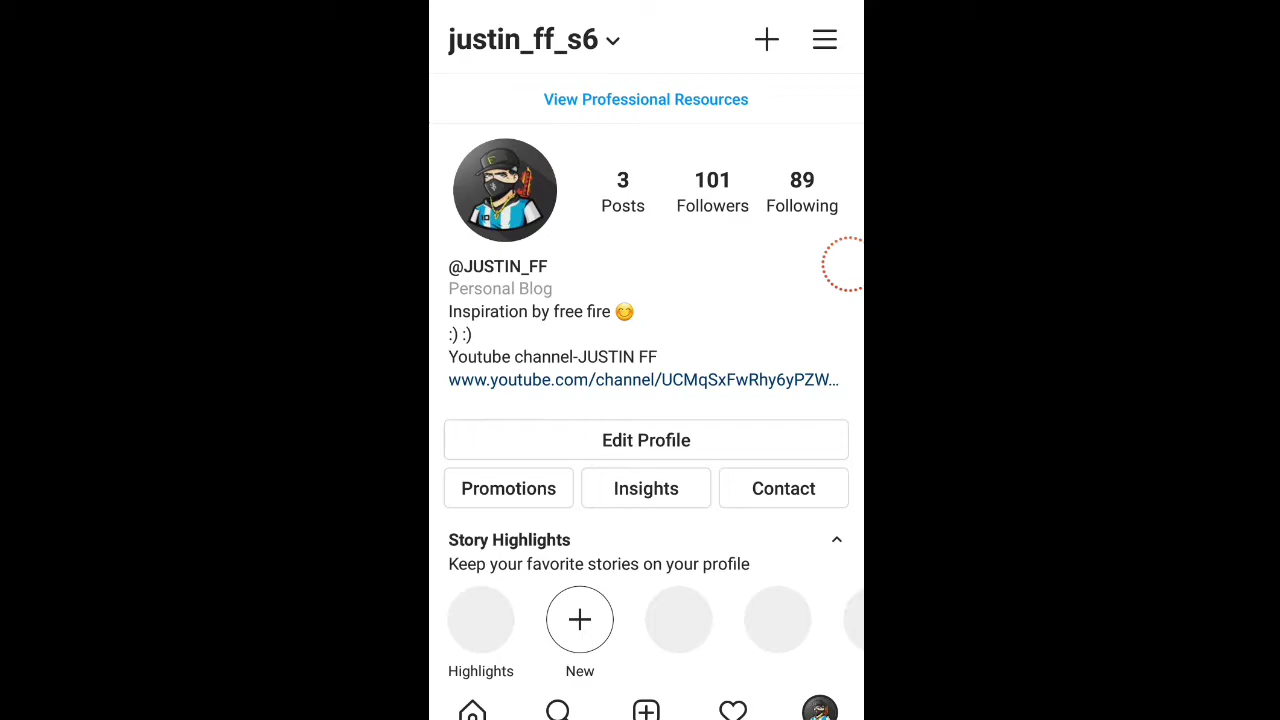 justin_ff_s6
View Professional Resources
3 101 89
Posts Followers Following
@JUSTIN_FF
Personal Blog
Inspiration by free fire 😊
:) :)
Youtube channel-JUSTIN FF
www.youtube.com/channel/UCMqSxFwRhy6yPZW...
Edit Profile
Promotions Insights Contact
Story Highlights
Keep your favorite stories on your profile
Highlights New